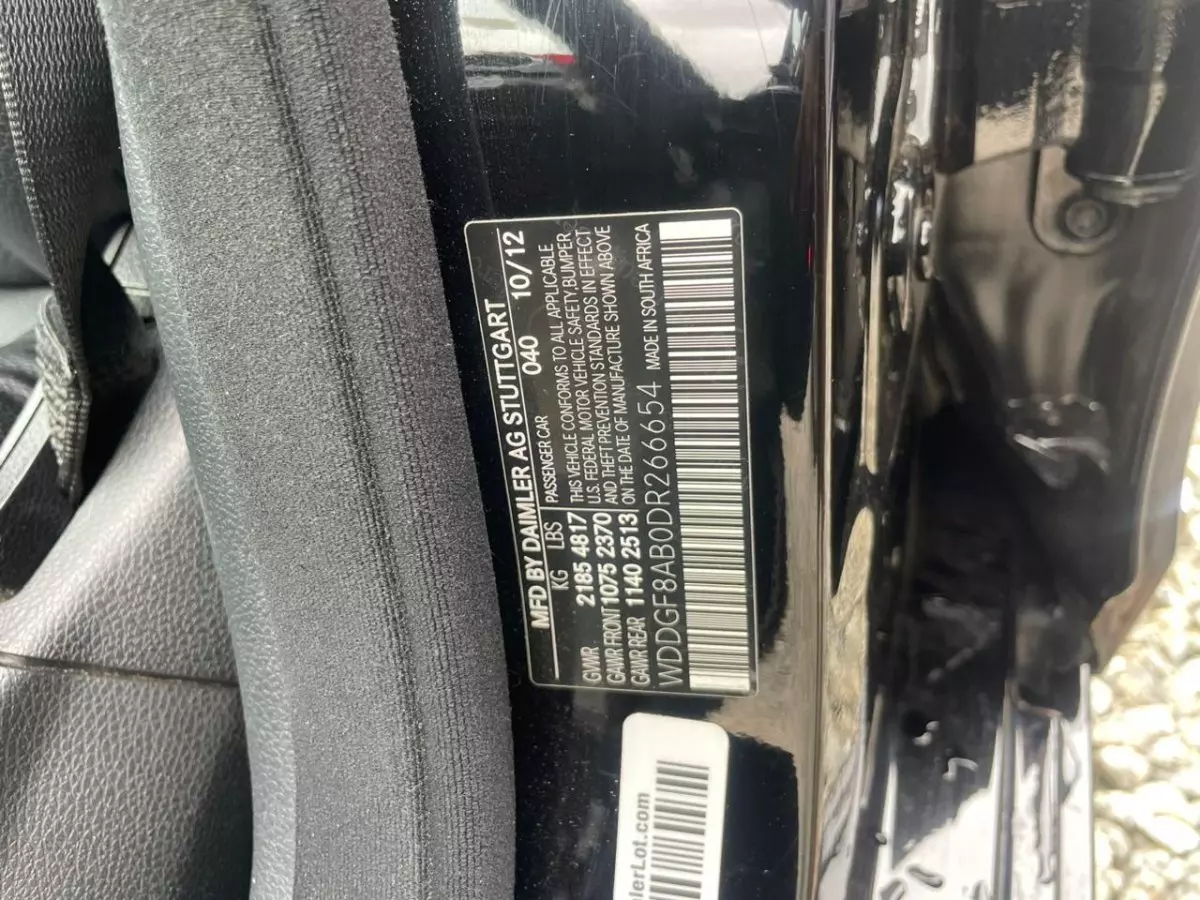 MFD BY DAIMLER AG STUTTGART
040 10/12
KG LBS PASSENGER CAR
GVWR 2185 4817 THIS VEHICLE CONFORMS TO ALL APPLICABLE
GAWR FRONT 1075 2370 U.S. FEDERAL MOTOR VEHICLE SAFETY, BUMPER
GAWR REAR 1140 2513 AND THEFT PREVENTION STANDARDS IN EFFECT
ON THE DATE OF MANUFACTURE SHOWN ABOVE
WDDGF8AB0DR266654 MADE IN SOUTH AFRICA
lerLot.com